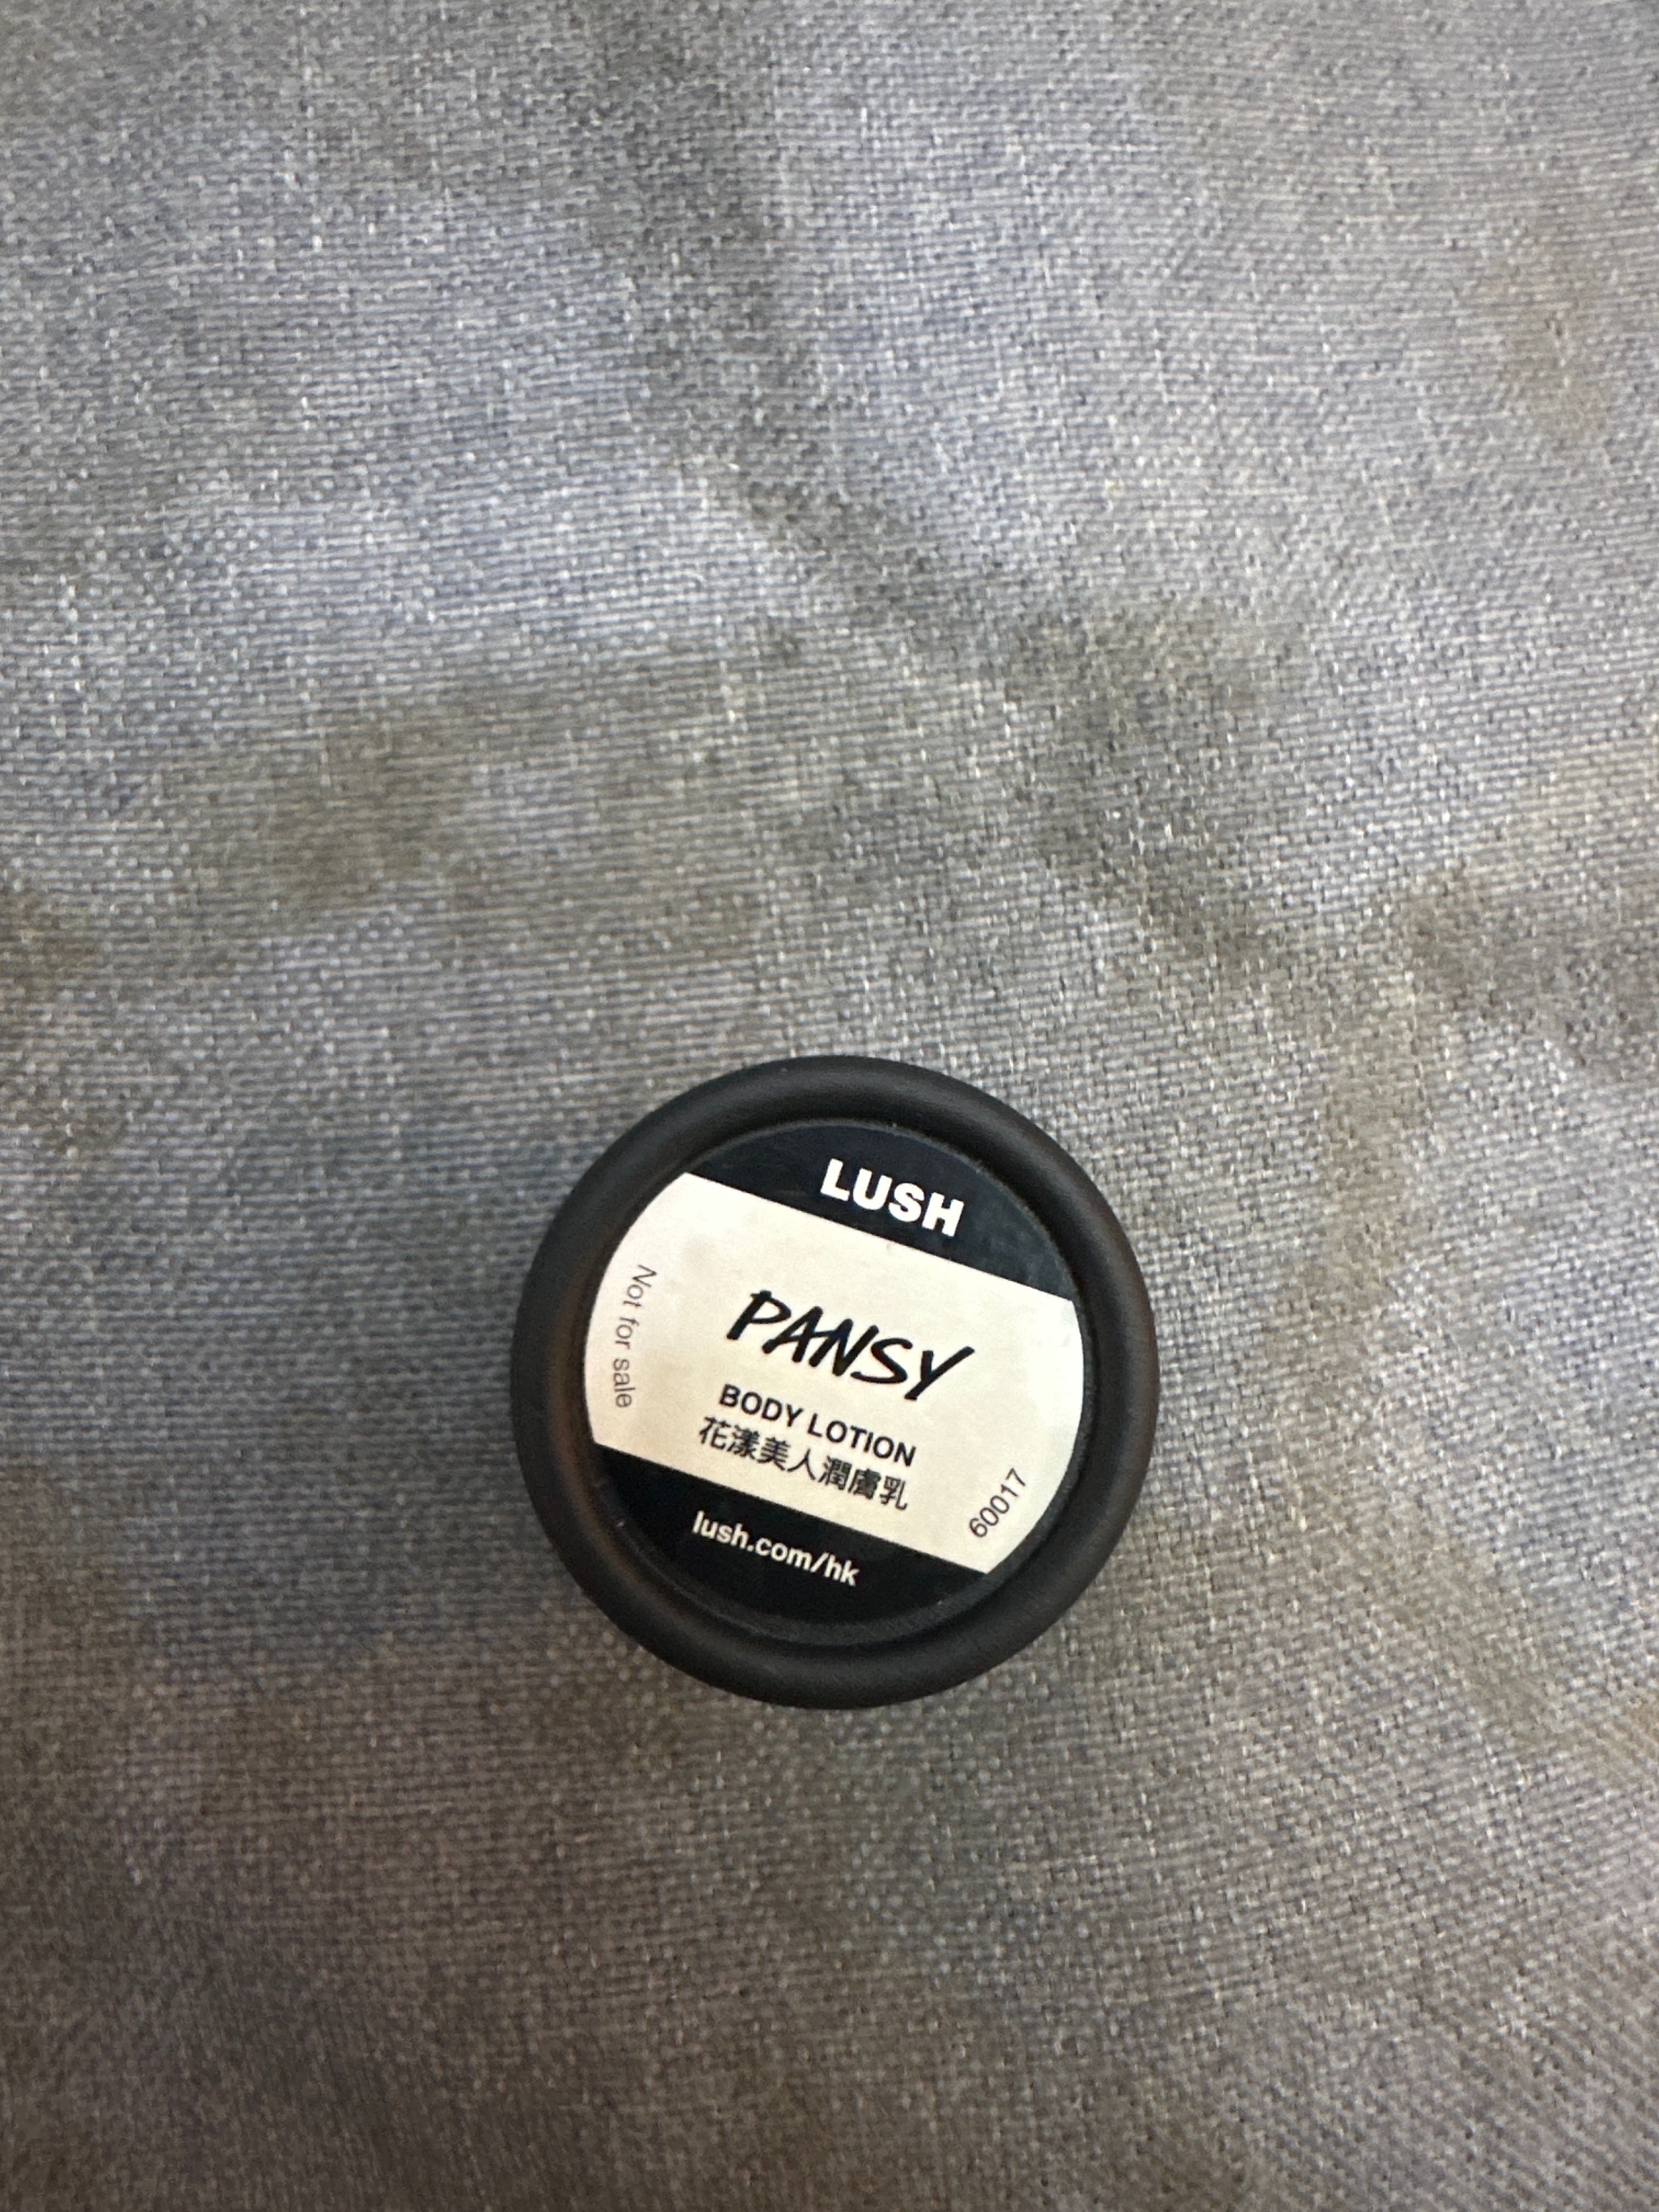 LUSH
PANSY
BODY LOTION
花漾美人潤膚乳
lush.com/hk
Not for sale
60017